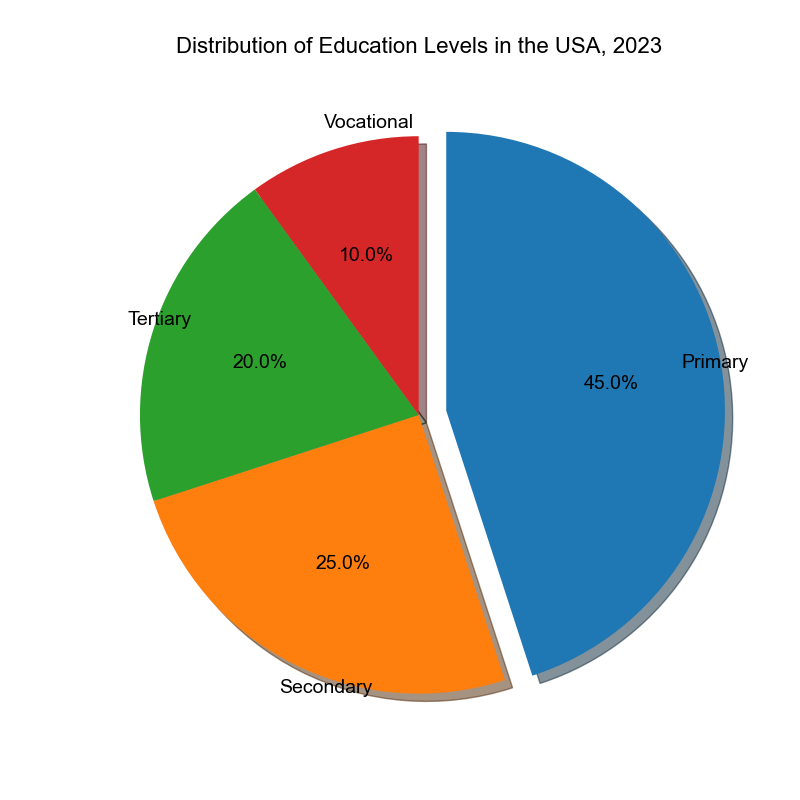 Distribution of Education Levels in the USA, 2023
Vocational
10.0%
Tertiary
20.0%
Primary
45.0%
25.0%
Secondary